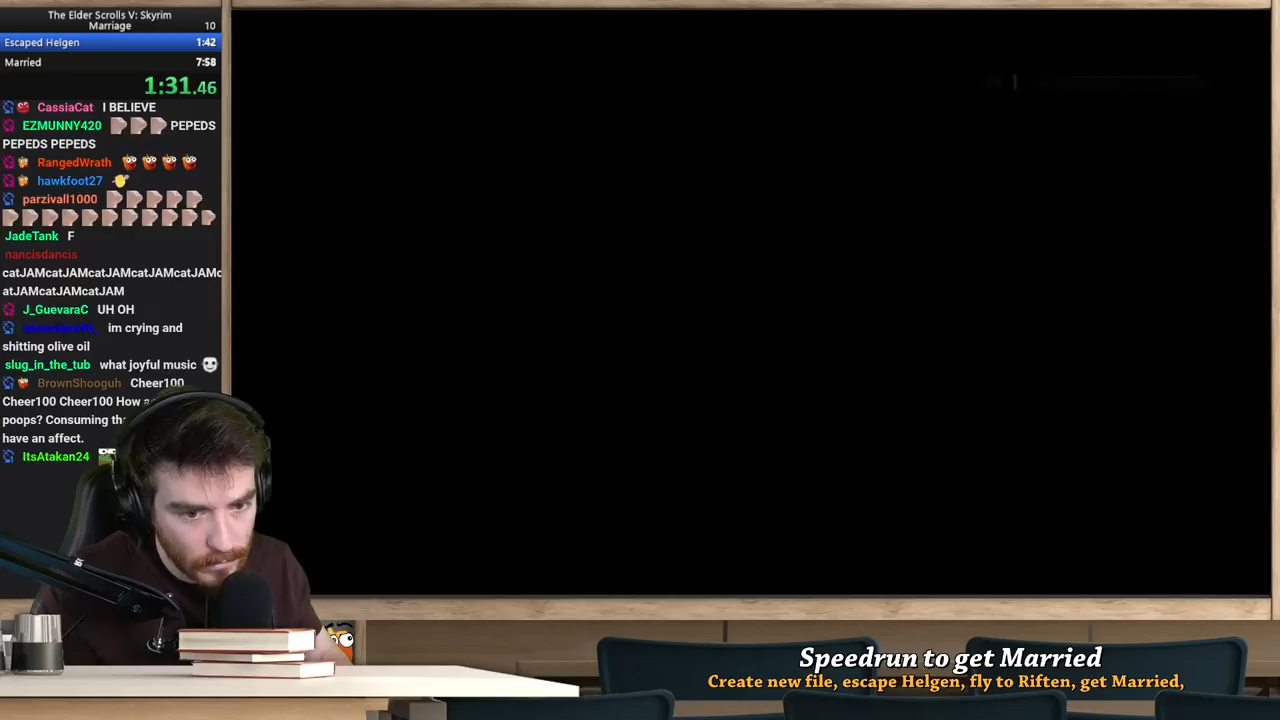 The Elder Scrolls V: Skyrim
Marriage 10
Escaped Helgen 1:42
Married 7:58
1:31.46
CassiaCat I BELIEVE
EZMUNNY420 PEPEDS
PEPEDS PEPEDS
RangedWrath
hawkfoot27
parzivall1000
JadeTank F
nancisdancis
catJAMcatJAMcatJAMcatJAMc
atJAMcatJAMcatJAM
J_GuevaraC UH OH
im crying and
shitting olive oil
slug_in_the_tub what joyful music
BrownShooguh Cheer100
Cheer100 Cheer100 How
poops? Consuming
have an affect.
ItsAtakan24
1
Speedrun to get Married
Create new file, escape Helgen, fly to Riften, get Married,